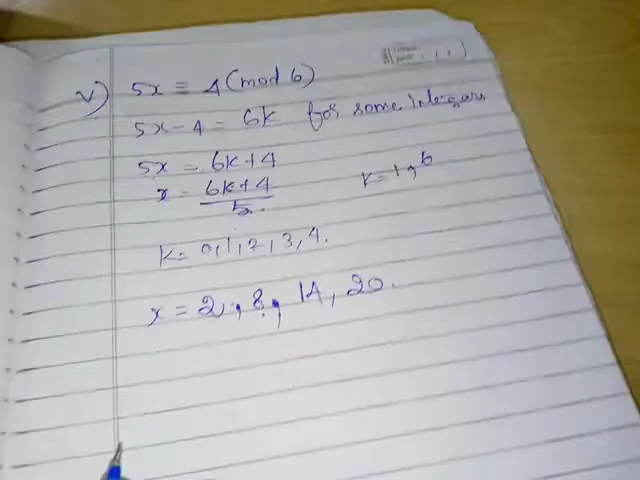 v) 5x ≡ 4 (mod 6)
5x - 4 = 6k for some integers
5x = 6k+4
x = 6k+4
5
k = 1, 6
k = 0, 1, 2, 3, 4.
x = 2, 8, 14, 20.